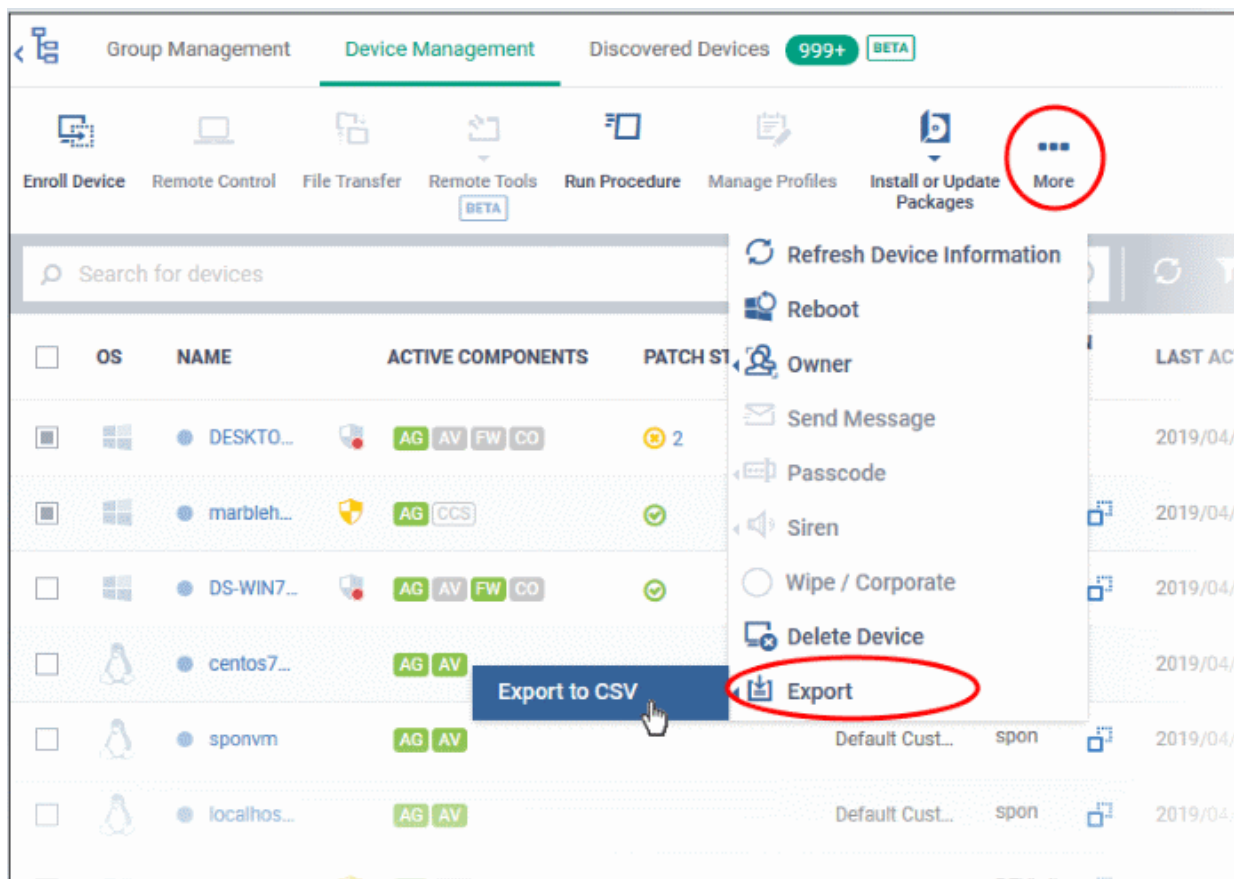 Group Management Device Management Discovered Devices 999+ BETA
Enroll Device Remote Control File Transfer Remote Tools Run Procedure Manage Profiles Install or Update Packages More
BETA
Search for devices
Refresh Device Information
Reboot
OS NAME ACTIVE COMPONENTS PATCH ST N LAST AC
Owner
Send Message
DESKTO... AG AV FW CO 2 2019/04/
Passcode
marbleh... AG CCS 2019/04/
Siren
Wipe / Corporate
DS-WIN7... AG AV FW CO 2019/04/
Delete Device
centos7... AG AV 2019/04/
Export to CSV Export
sponvm AG AV Default Cust... spon 2019/04/
localhos... AG AV Default Cust... spon 2019/04/